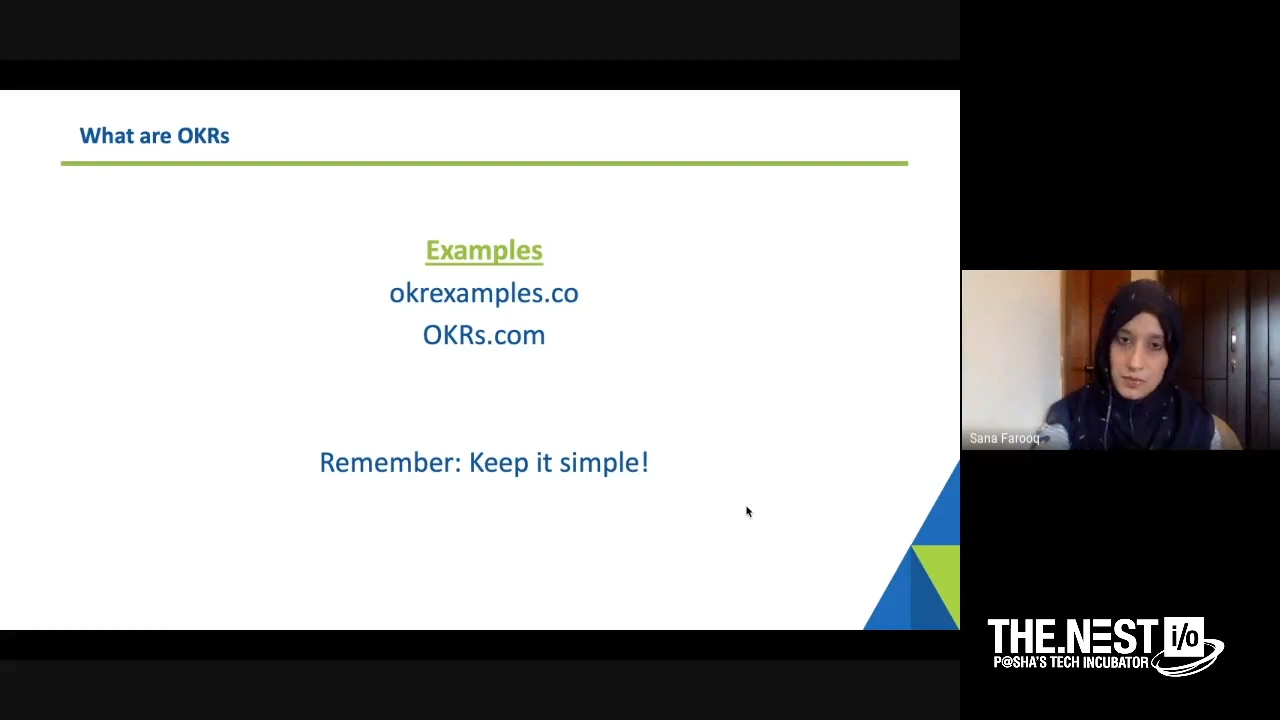 What are OKRs
Examples
okrexamples.co
OKRs.com
Remember: Keep it simple!
Sana Farooq
THE.NEST i/o
P@SHA'S TECH INCUBATOR